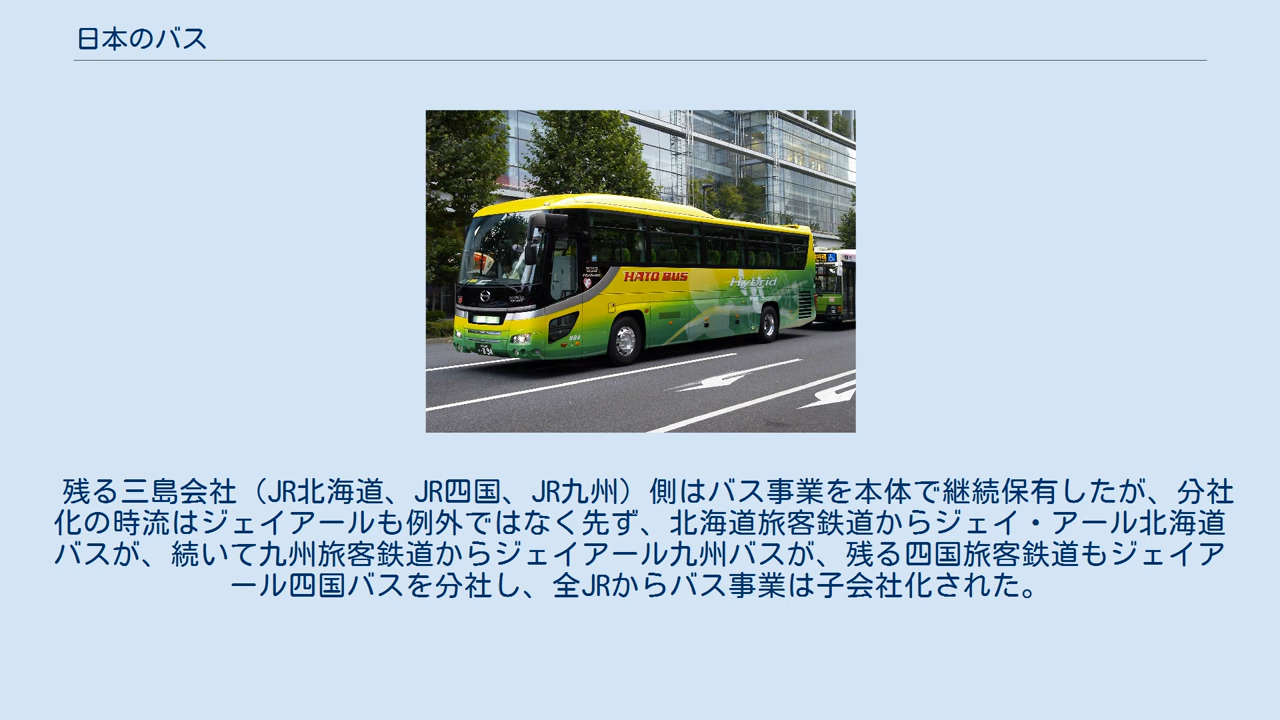 日本のバス
HATO BUS
Hybrid
残る三島会社（JR北海道、JR四国、JR九州）側はバス事業を本体で継続保有したが、分社
化の時流はジェイアールも例外ではなく先ず、北海道旅客鉄道からジェイ・アール北海道
バスが、続いて九州旅客鉄道からジェイアール九州バスが、残る四国旅客鉄道もジェイア
ール四国バスを分社し、全JRからバス事業は子会社化された。